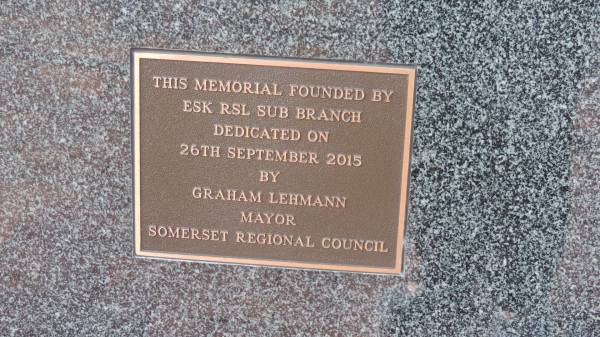 THIS MEMORIAL FOUNDED BY
ESK RSL SUB BRANCH
DEDICATED ON
26TH SEPTEMBER 2015
BY
GRAHAM LEHMANN
MAYOR
SOMERSET REGIONAL COUNCIL